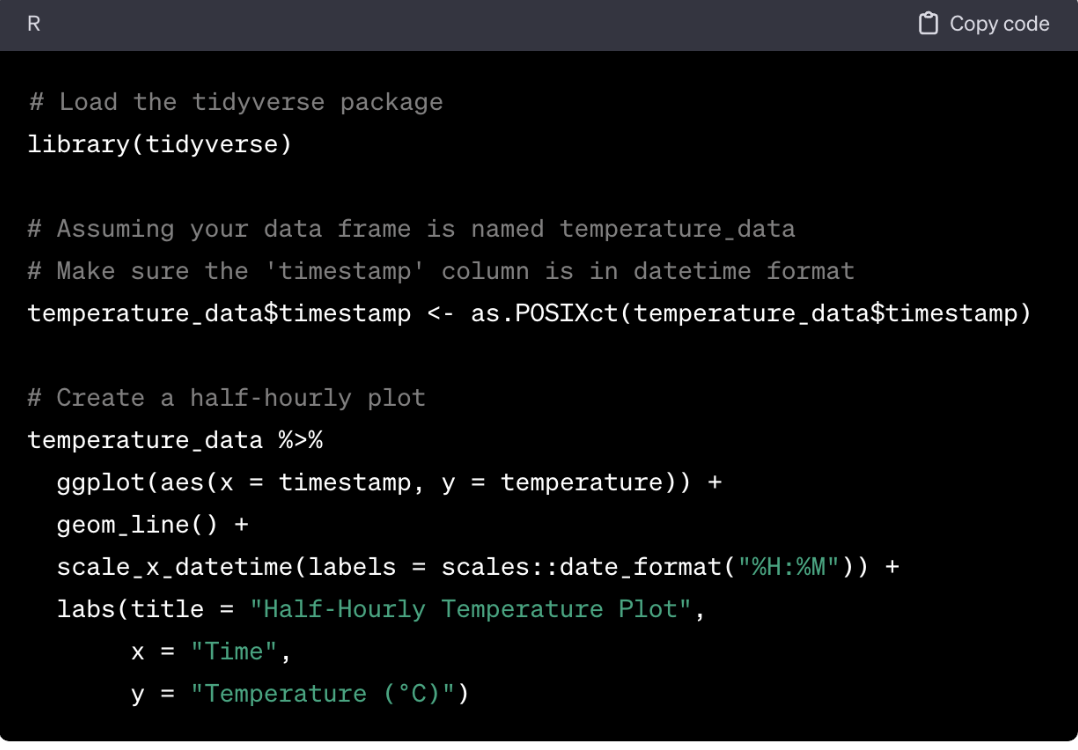 R
Copy code
# Load the tidyverse package
library(tidyverse)
# Assuming your data frame is named temperature_data
# Make sure the 'timestamp' column is in datetime format
temperature_data$timestamp <- as.POSIXct(temperature_data$timestamp)
# Create a half-hourly plot
temperature_data %>%
  ggplot(aes(x = timestamp, y = temperature)) +
  geom_line() +
  scale_x_datetime(labels = scales::date_format("%H:%M")) +
  labs(title = "Half-Hourly Temperature Plot",
       x = "Time",
       y = "Temperature (°C)")